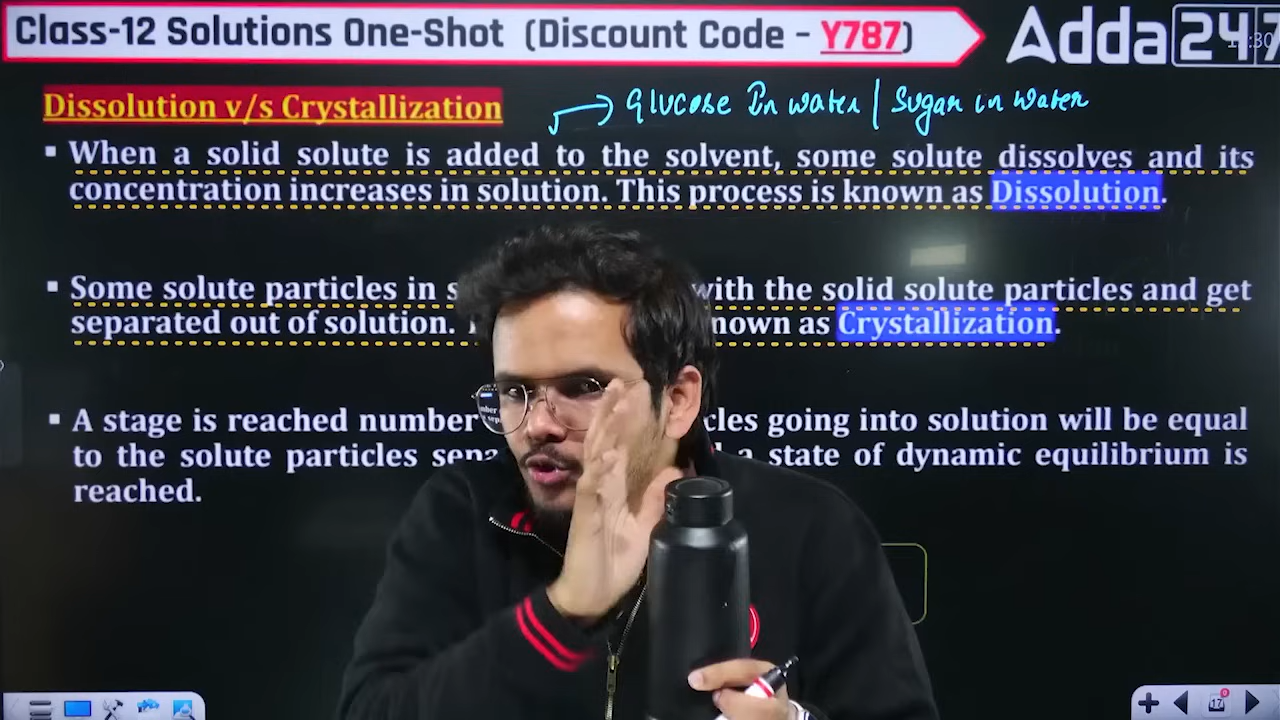 Class-12 Solutions One-Shot (Discount Code - Y787)
Adda 247
Dissolution v/s Crystallization
Glucose In water | Sugar in water
▪ When a solid solute is added to the solvent, some solute dissolves and its
concentration increases in solution. This process is known as Dissolution.
▪ Some solute particles in with the solid solute particles and get
separated out of solution. known as Crystallization.
▪ A stage is reached number going into solution will be equal
to the solute particles a state of dynamic equilibrium is
reached.
17